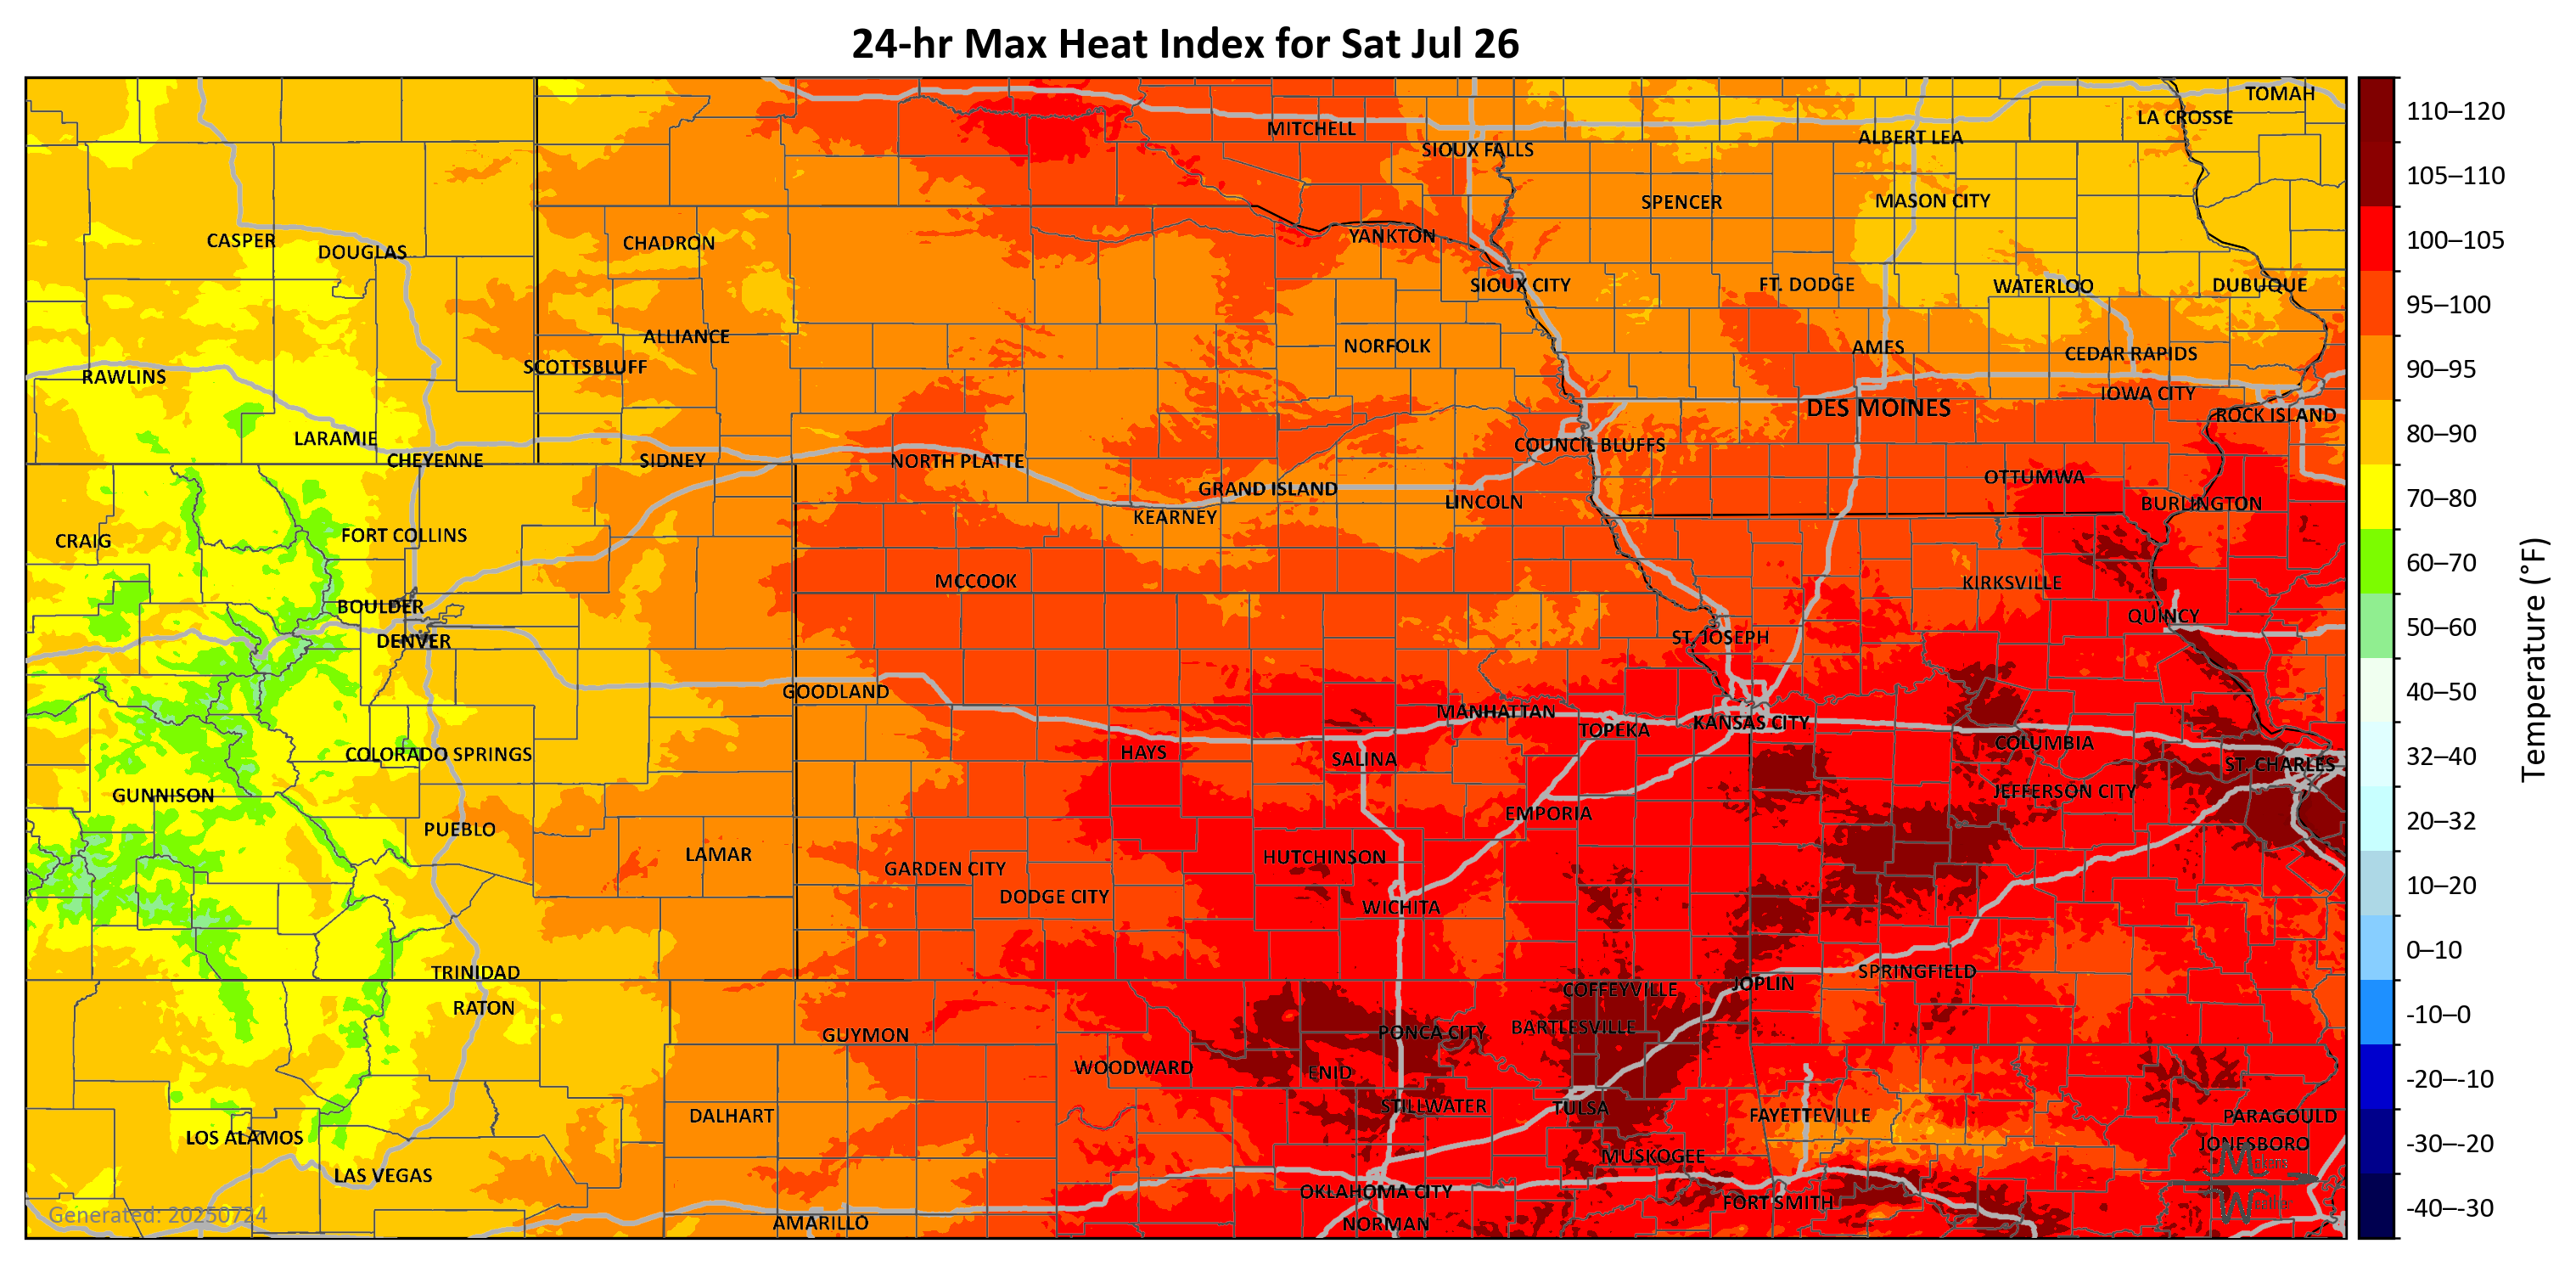 24-hr Max Heat Index for Sat Jul 26
TOMAH
LA CROSSE
MITCHELL
ALBERT LEA
SIOUX FALLS
SPENCER
MASON CITY
CASPER
DOUGLAS
CHADRON
YANKTON
SIOUX CITY
FT. DODGE
WATERLOO
DUBUQUE
ALLIANCE
NORFOLK
AMES
CEDAR RAPIDS
SCOTTSBLUFF
RAWLINS
IOWA CITY
DES MOINES
ROCK ISLAND
LARAMIE
COUNCIL BLUFFS
CHEYENNE
SIDNEY
NORTH PLATTE
OTTUMWA
GRAND ISLAND
LINCOLN
BURLINGTON
KEARNEY
CRAIG
FORT COLLINS
MCCOOK
KIRKSVILLE
BOULDER
QUINCY
DENVER
ST. JOSEPH
GOODLAND
MANHATTAN
TOPEKA
KANSAS CITY
COLUMBIA
COLORADO SPRINGS
HAYS
SALINA
ST. CHARLES
GUNNISON
JEFFERSON CITY
EMPORIA
PUEBLO
LAMAR
HUTCHINSON
GARDEN CITY
DODGE CITY
WICHITA
TRINIDAD
SPRINGFIELD
JOPLIN
COFFEYVILLE
RATON
GUYMON
PONCA CITY
BARTLESVILLE
WOODWARD
ENID
STILLWATER
TULSA
DALHART
FAYETTEVILLE
PARAGOULD
LOS ALAMOS
JONESBORO
MUSKOGEE
LAS VEGAS
OKLAHOMA CITY
FORT SMITH
AMARILLO
NORMAN
Generated: 20250724
110–120
105–110
100–105
95–100
90–95
80–90
70–80
60–70
50–60
40–50
32–40
20–32
10–20
0–10
-10–0
-20–-10
-30–-20
-40–-30
Temperature (°F)